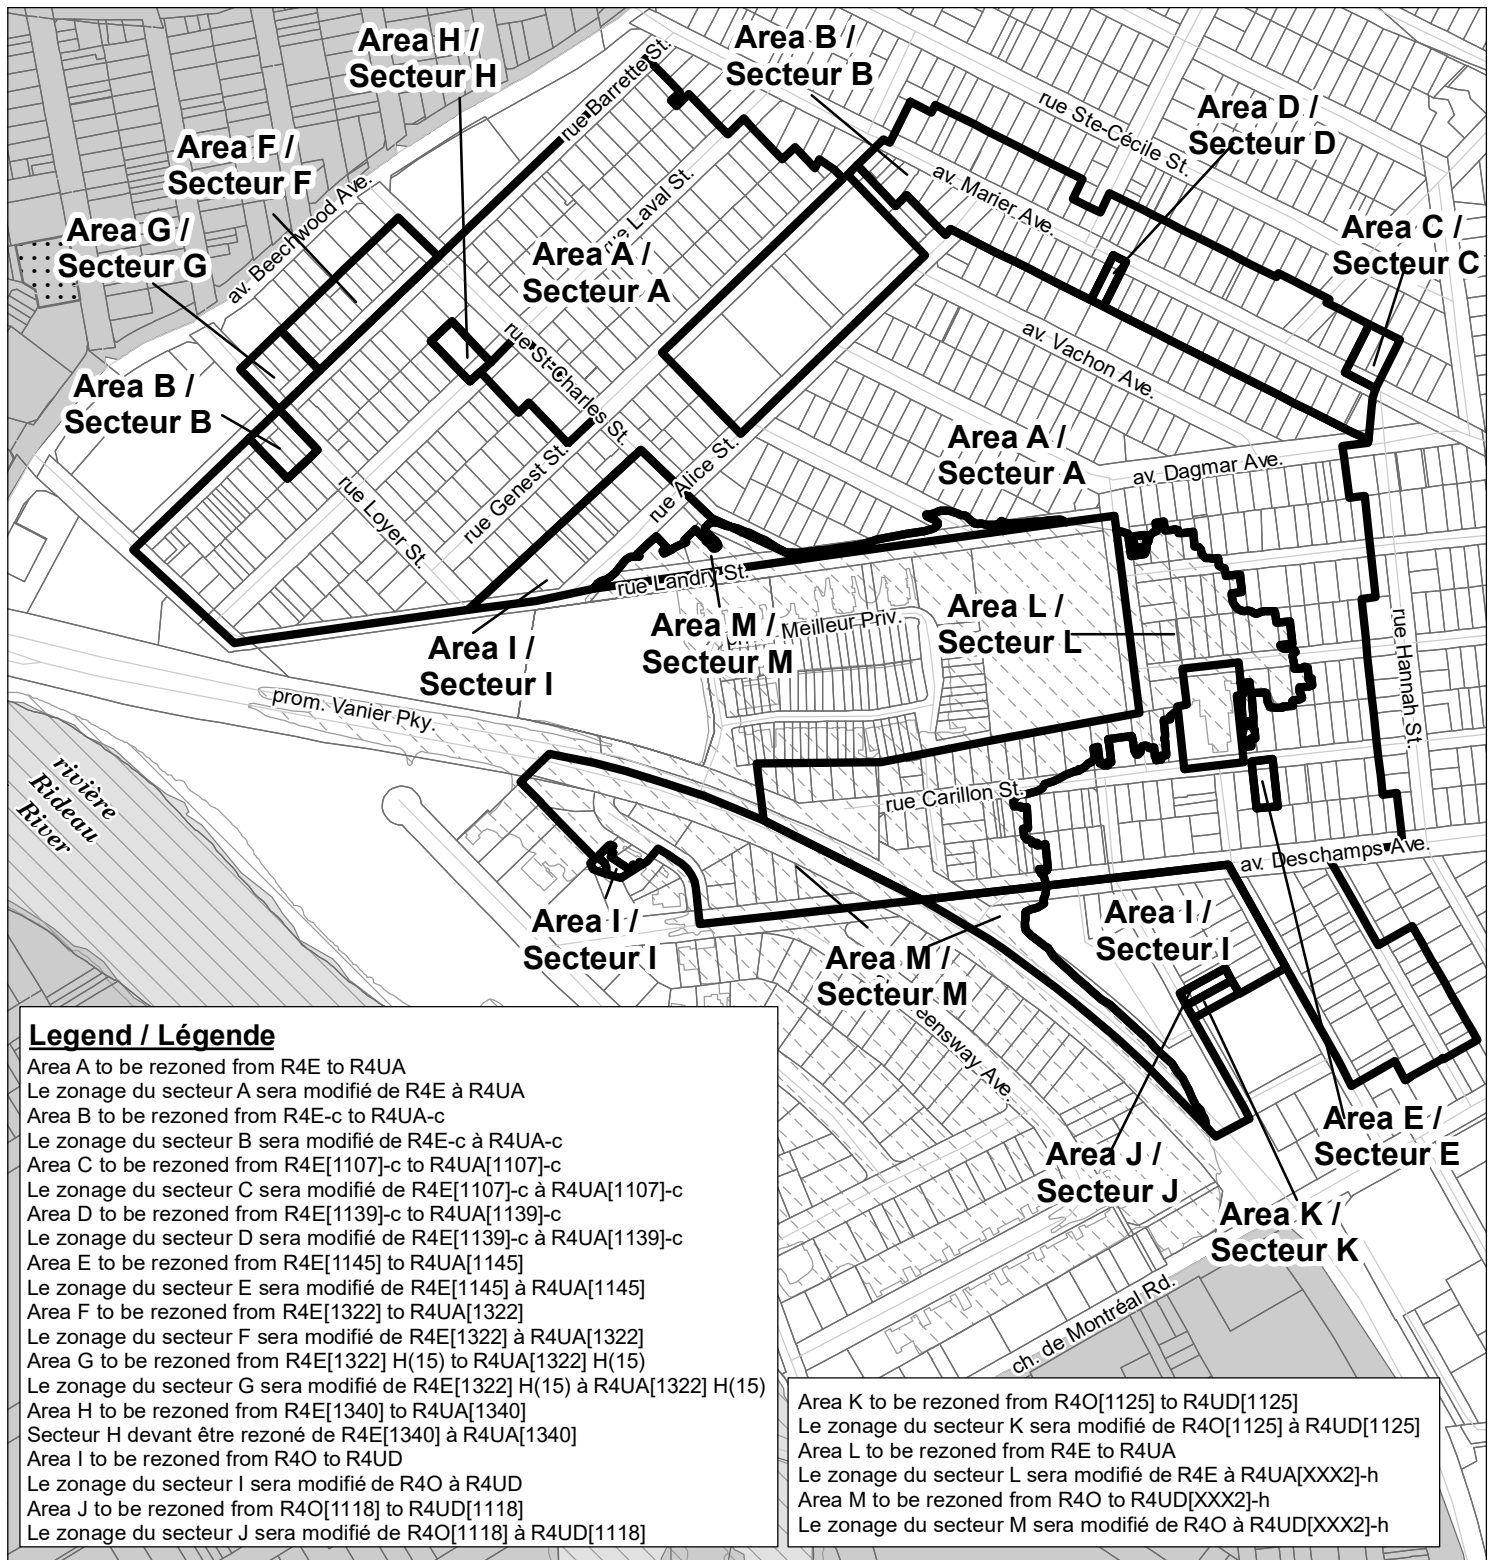 Area H /
Secteur H
Area B /
Secteur B
rue Barrette St.
rue Ste-Cécile St.
Area D /
Secteur D
Area F /
Secteur F
av. Beechwood Ave.
rue Laval St.
av. Marier Ave.
Area G /
Secteur G
Area A /
Secteur A
Area C /
Secteur C
rue St-Charles St.
av. Vachon Ave.
Area B /
Secteur B
rue Loyer St.
rue Genest St.
rue Alice St.
Area A /
Secteur A
av. Dagmar Ave.
rue Landry St.
Area I /
Secteur I
Area M /
Secteur M
Meilleur Priv.
Area L /
Secteur L
rue Hannah St.
prom. Vanier Pky.
rivière
Rideau
River
rue Carillon St.
av. Deschamps Ave.
Area I /
Secteur I
Area M /
Secteur M
Area I /
Secteur I
eensway Ave.
Area J /
Secteur J
Area E /
Secteur E
Area K /
Secteur K
ch. de Montréal Rd.
Legend / Légende
Area A to be rezoned from R4E to R4UA
Le zonage du secteur A sera modifié de R4E à R4UA
Area B to be rezoned from R4E-c to R4UA-c
Le zonage du secteur B sera modifié de R4E-c à R4UA-c
Area C to be rezoned from R4E[1107]-c to R4UA[1107]-c
Le zonage du secteur C sera modifié de R4E[1107]-c à R4UA[1107]-c
Area D to be rezoned from R4E[1139]-c to R4UA[1139]-c
Le zonage du secteur D sera modifié de R4E[1139]-c à R4UA[1139]-c
Area E to be rezoned from R4E[1145] to R4UA[1145]
Le zonage du secteur E sera modifié de R4E[1145] à R4UA[1145]
Area F to be rezoned from R4E[1322] to R4UA[1322]
Le zonage du secteur F sera modifié de R4E[1322] à R4UA[1322]
Area G to be rezoned from R4E[1322] H(15) to R4UA[1322] H(15)
Le zonage du secteur G sera modifié de R4E[1322] H(15) à R4UA[1322] H(15)
Area H to be rezoned from R4E[1340] to R4UA[1340]
Secteur H devant être rezoné de R4E[1340] à R4UA[1340]
Area I to be rezoned from R4O to R4UD
Le zonage du secteur I sera modifié de R4O à R4UD
Area J to be rezoned from R4O[1118] to R4UD[1118]
Le zonage du secteur J sera modifié de R4O[1118] à R4UD[1118]
Area K to be rezoned from R4O[1125] to R4UD[1125]
Le zonage du secteur K sera modifié de R4O[1125] à R4UD[1125]
Area L to be rezoned from R4E to R4UA
Le zonage du secteur L sera modifié de R4E à R4UA[XXX2]-h
Area M to be rezoned from R4O to R4UD[XXX2]-h
Le zonage du secteur M sera modifié de R4O à R4UD[XXX2]-h